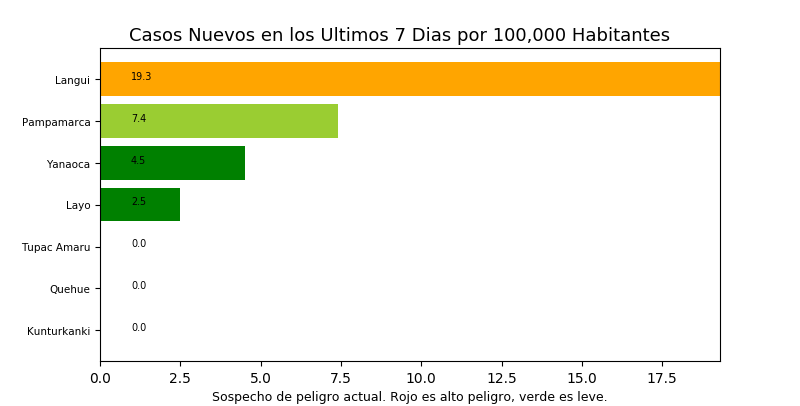 Casos Nuevos en los Ultimos 7 Dias por 100,000 Habitantes
Langui 19.3
Pampamarca 7.4
Yanaoca 4.5
Layo 2.5
Tupac Amaru 0.0
Quehue 0.0
Kunturkanki 0.0
0.0 2.5 5.0 7.5 10.0 12.5 15.0 17.5
Sospecho de peligro actual. Rojo es alto peligro, verde es leve.